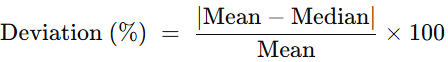 Deviation (%) = |Mean − Median| / Mean × 100